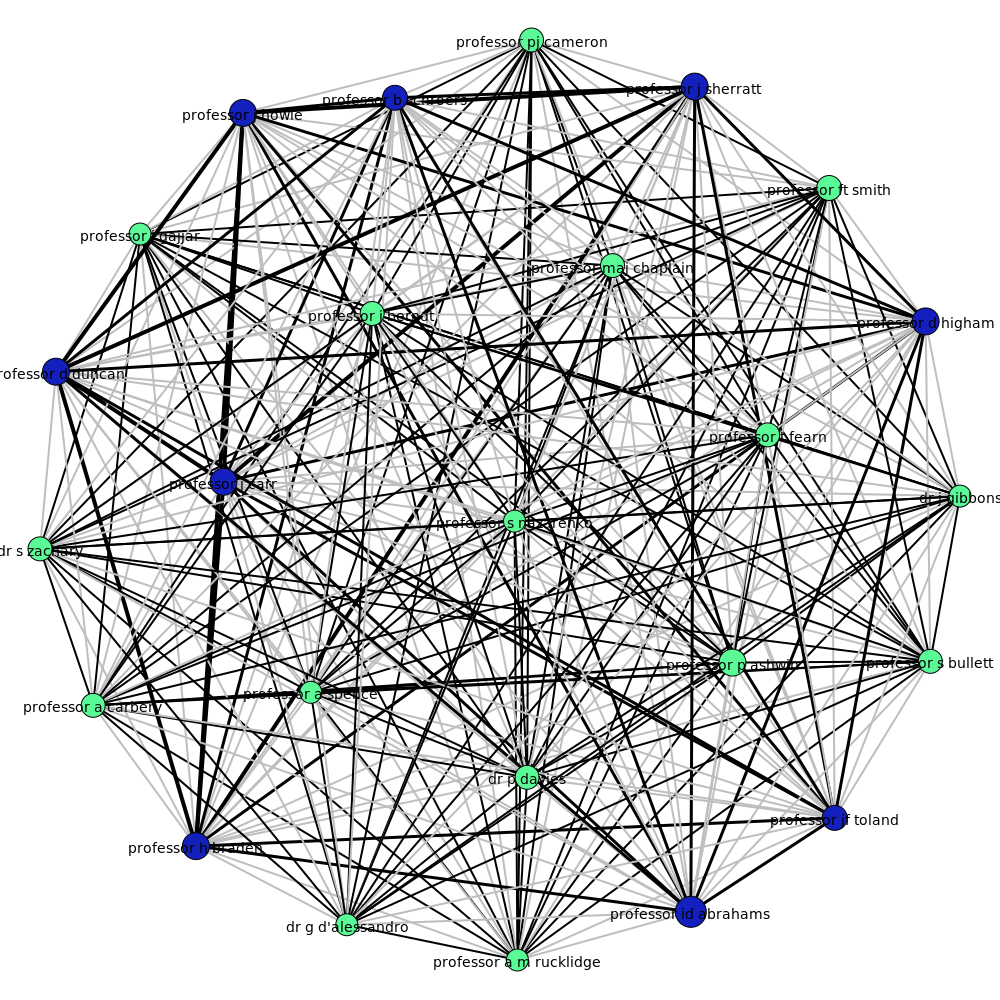 professor pj cameron
professor j sherratt
professor b schroers
professor howie
professor ft smith
professor gajjar
professor maj chaplain
professor j
professor d higham
professor d duncan
professor fearn
professor j carr
dr j gibbons
professor s nazarenko
dr s zachary
professor s bullett
professor p ashwin
professor a spence
professor a carbery
dr p davies
professor jf toland
professor h braden
professor id abrahams
dr g d'alessandro
professor a m rucklidge